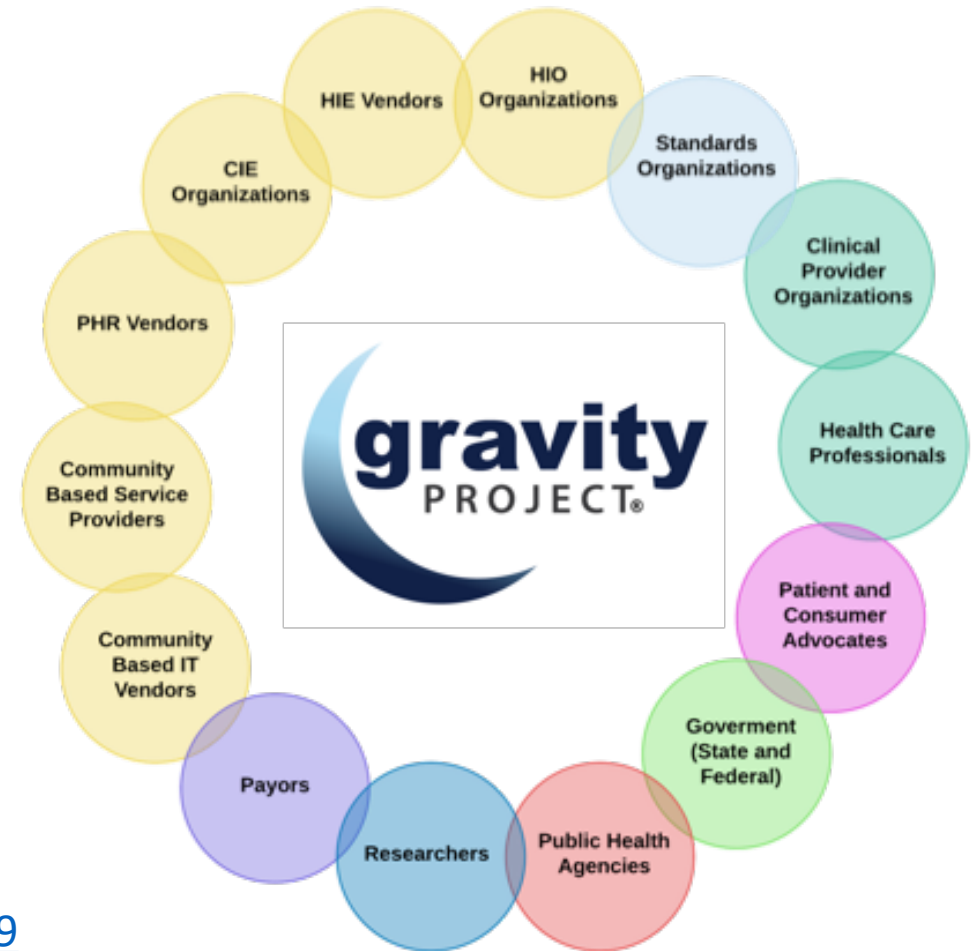 HIE Vendors
HIO
Organizations
Standards
Organizations
Clinical
Provider
Organizations
Health Care
Professionals
Patient and
Consumer
Advocates
Goverment
(State and
Federal)
Public Health
Agencies
Researchers
Payors
Community
Based IT
Vendors
Community
Based Service
Providers
PHR Vendors
CIE
Organizations
gravity
PROJECT®
9